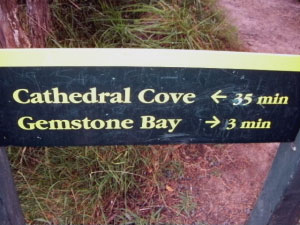 Cathedral Cove ← 35 min
Gemstone Bay → 3 min